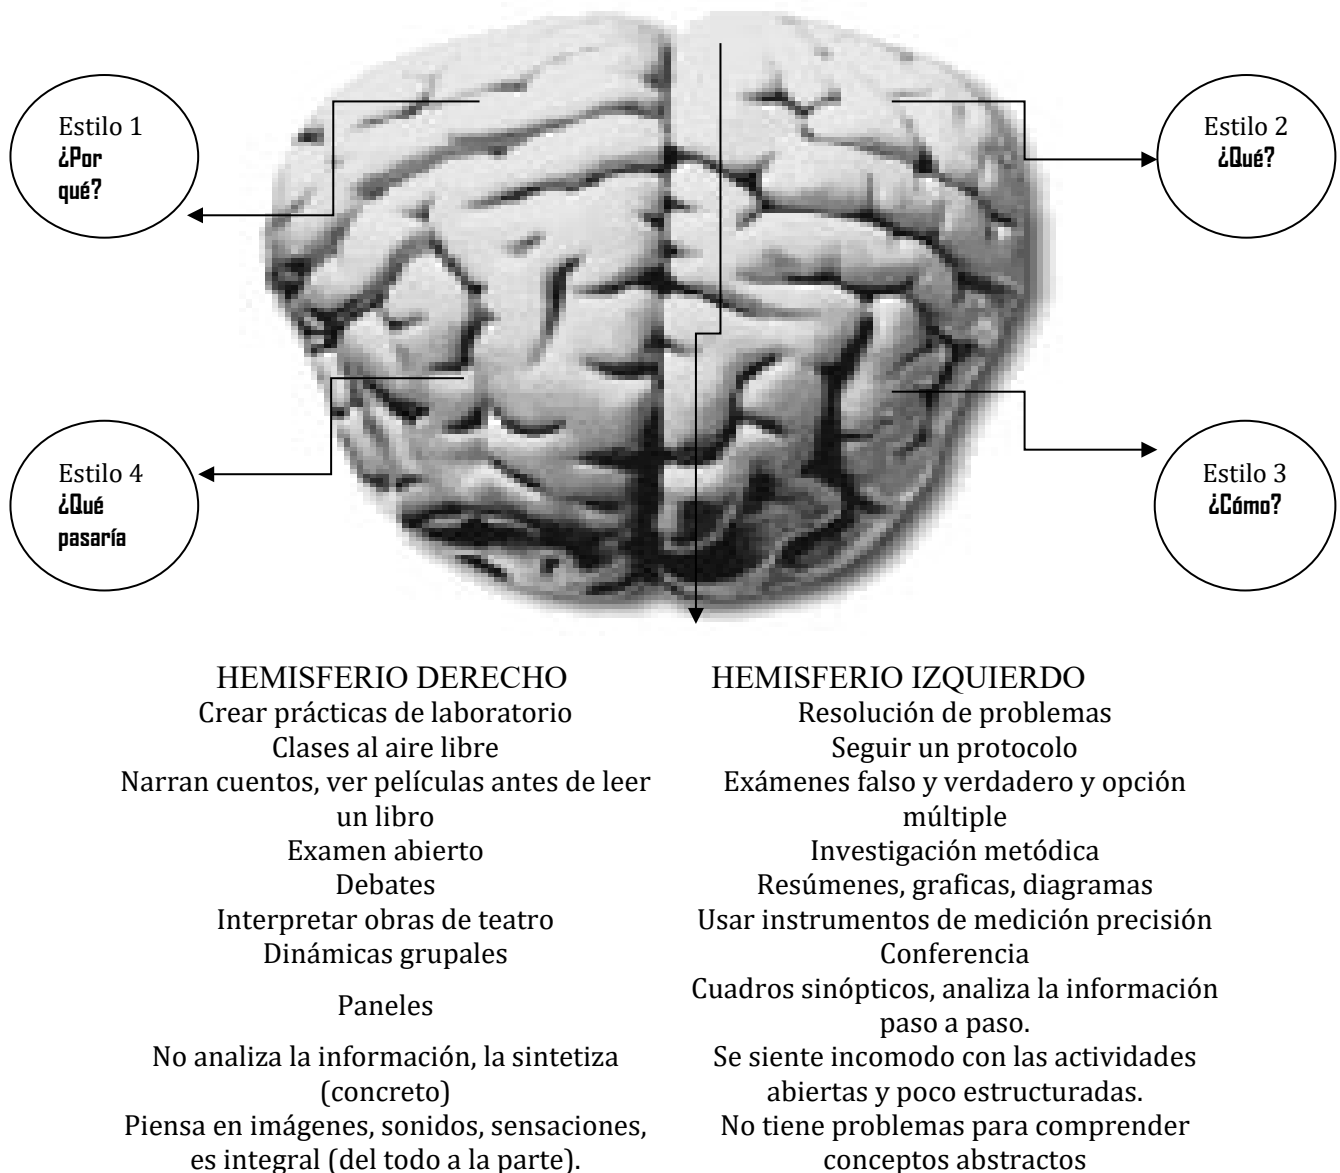 Estilo 1
¿Por
qué?
Estilo 2
¿Qué?
Estilo 4
¿Qué
pasaría
Estilo 3
¿Cómo?
HEMISFERIO DERECHO
Crear prácticas de laboratorio
Clases al aire libre
Narran cuentos, ver películas antes de leer
un libro
Examen abierto
Debates
Interpretar obras de teatro
Dinámicas grupales
Paneles
No analiza la información, la sintetiza
(concreto)
Piensa en imágenes, sonidos, sensaciones,
es integral (del todo a la parte).
HEMISFERIO IZQUIERDO
Resolución de problemas
Seguir un protocolo
Exámenes falso y verdadero y opción
múltiple
Investigación metódica
Resúmenes, graficas, diagramas
Usar instrumentos de medición precisión
Conferencia
Cuadros sinópticos, analiza la información
paso a paso.
Se siente incomodo con las actividades
abiertas y poco estructuradas.
No tiene problemas para comprender
conceptos abstractos